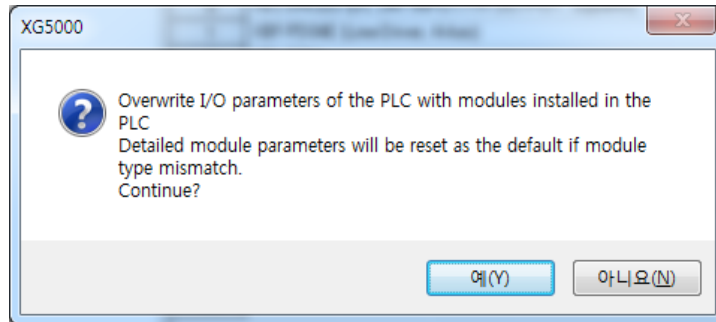 XG5000
Overwrite I/O parameters of the PLC with modules installed in the
PLC
Detailed module parameters will be reset as the default if module
type mismatch.
Continue?
예(Y)
아니요(N)